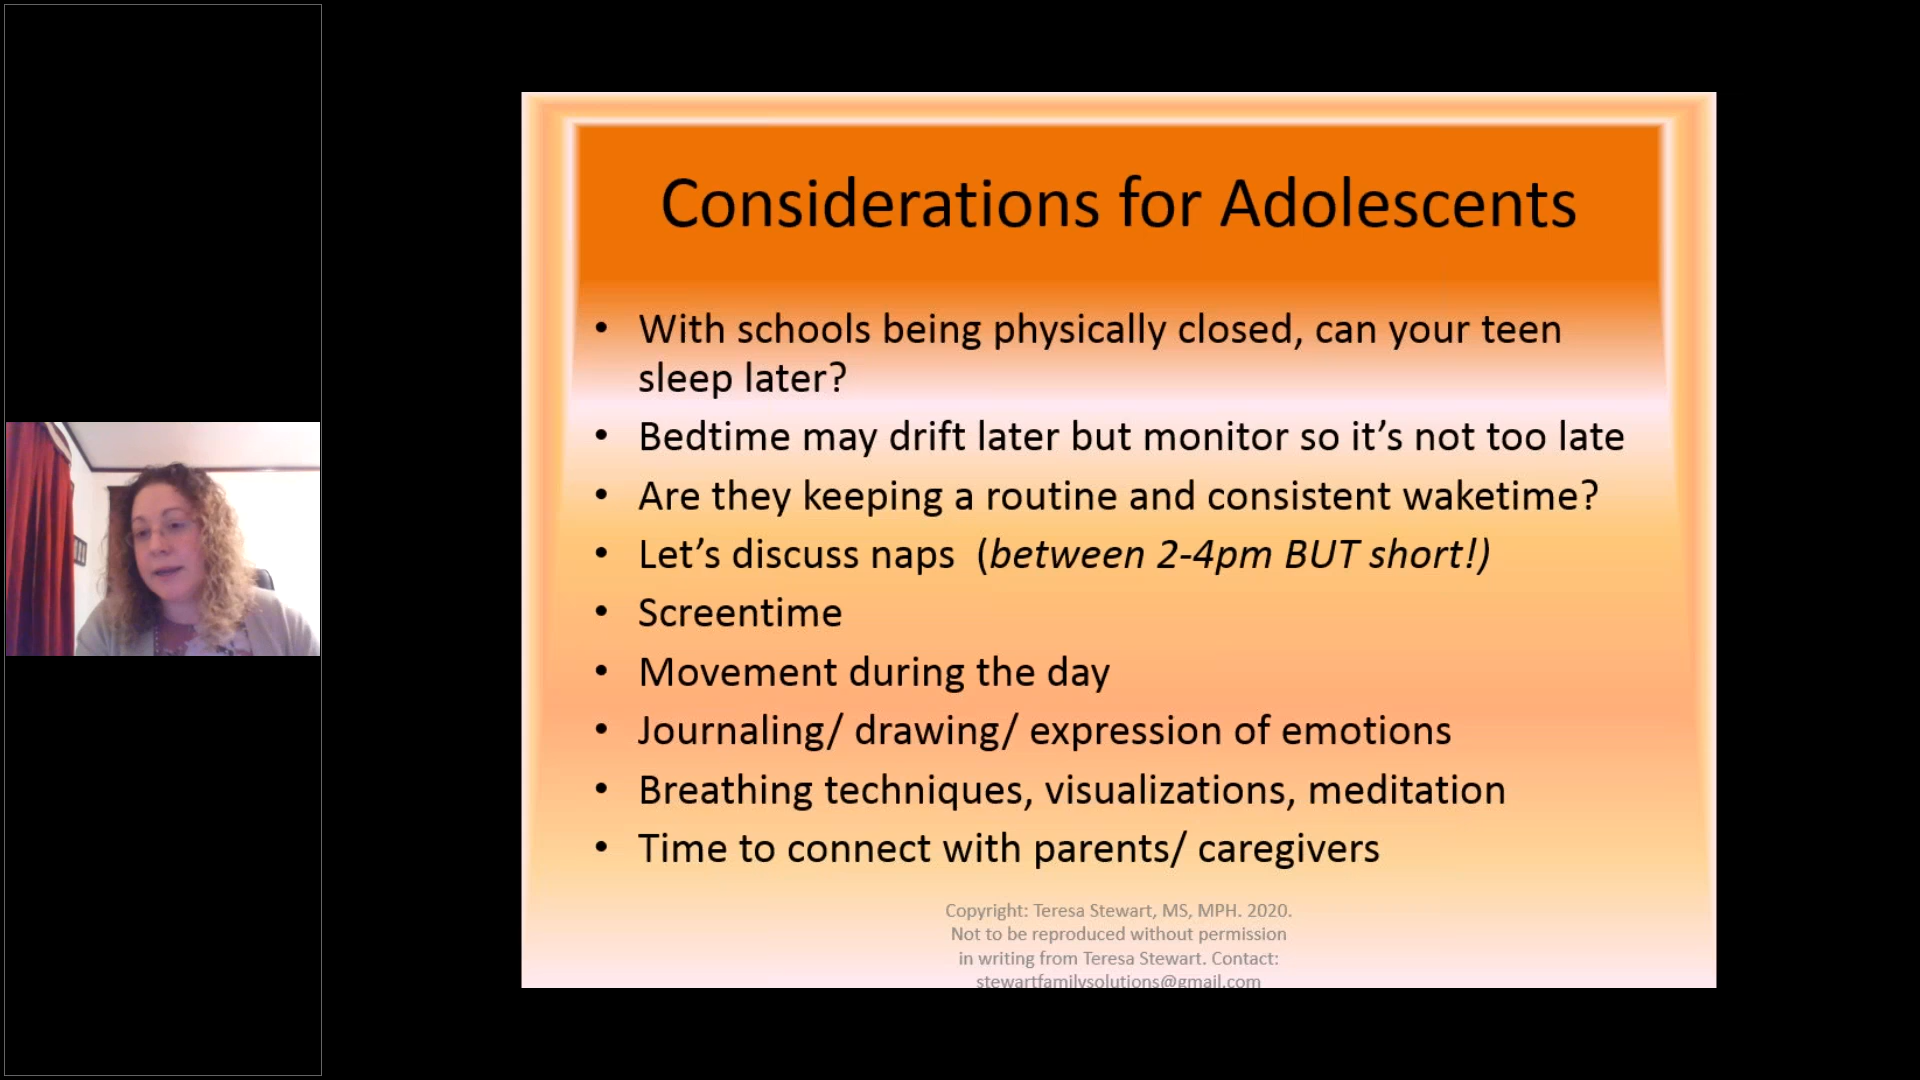 Considerations for Adolescents
• With schools being physically closed, can your teen
sleep later?
• Bedtime may drift later but monitor so it's not too late
• Are they keeping a routine and consistent waketime?
• Let's discuss naps (between 2-4pm BUT short!)
• Screentime
• Movement during the day
• Journaling/ drawing/ expression of emotions
• Breathing techniques, visualizations, meditation
• Time to connect with parents/ caregivers
Copyright: Teresa Stewart, MS, MPH. 2020.
Not to be reproduced without permission
in writing from Teresa Stewart. Contact:
stewartfamilysolutions@gmail.com